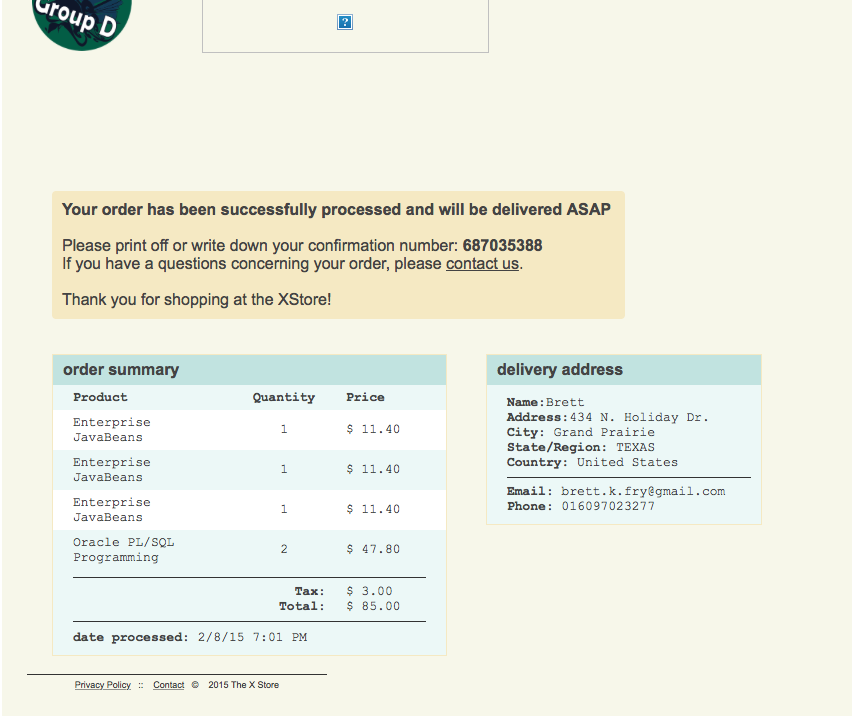 Group D
Your order has been successfully processed and will be delivered ASAP
Please print off or write down your confirmation number: 687035388
If you have a questions concerning your order, please contact us.
Thank you for shopping at the XStore!
order summary
Product Quantity Price
Enterprise
JavaBeans 1 $ 11.40
Enterprise
JavaBeans 1 $ 11.40
Enterprise
JavaBeans 1 $ 11.40
Oracle PL/SQL
Programming 2 $ 47.80
Tax: $ 3.00
Total: $ 85.00
date processed: 2/8/15 7:01 PM
delivery address
Name:Brett
Address:434 N. Holiday Dr.
City: Grand Prairie
State/Region: TEXAS
Country: United States
Email: brett.k.fry@gmail.com
Phone: 016097023277
Privacy Policy :: Contact © 2015 The X Store